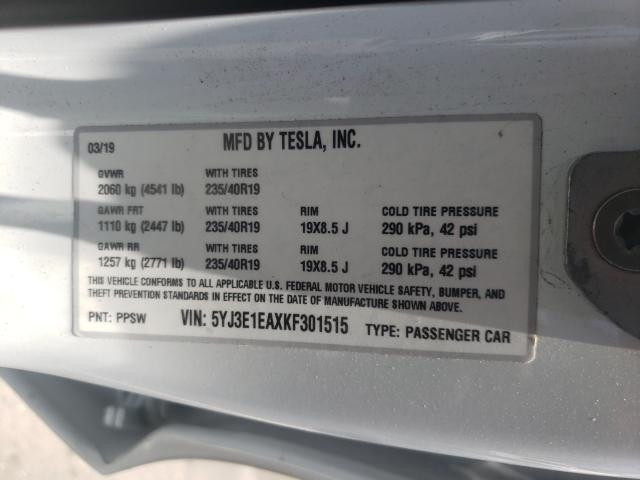 03/19 MFD BY TESLA, INC.
GVWR WITH TIRES
2060 kg (4541 lb) 235/40R19
GAWR FRT WITH TIRES RIM COLD TIRE PRESSURE
1110 kg (2447 lb) 235/40R19 19X8.5 J 290 kPa, 42 psi
GAWR RR WITH TIRES RIM COLD TIRE PRESSURE
1257 kg (2771 lb) 235/40R19 19X8.5 J 290 kPa, 42 psi
THIS VEHICLE CONFORMS TO ALL APPLICABLE U.S. FEDERAL MOTOR VEHICLE SAFETY, BUMPER, AND
THEFT PREVENTION STANDARDS IN EFFECT ON THE DATE OF MANUFACTURE SHOWN ABOVE.
PNT: PPSW VIN: 5YJ3E1EAXKF301515 TYPE: PASSENGER CAR